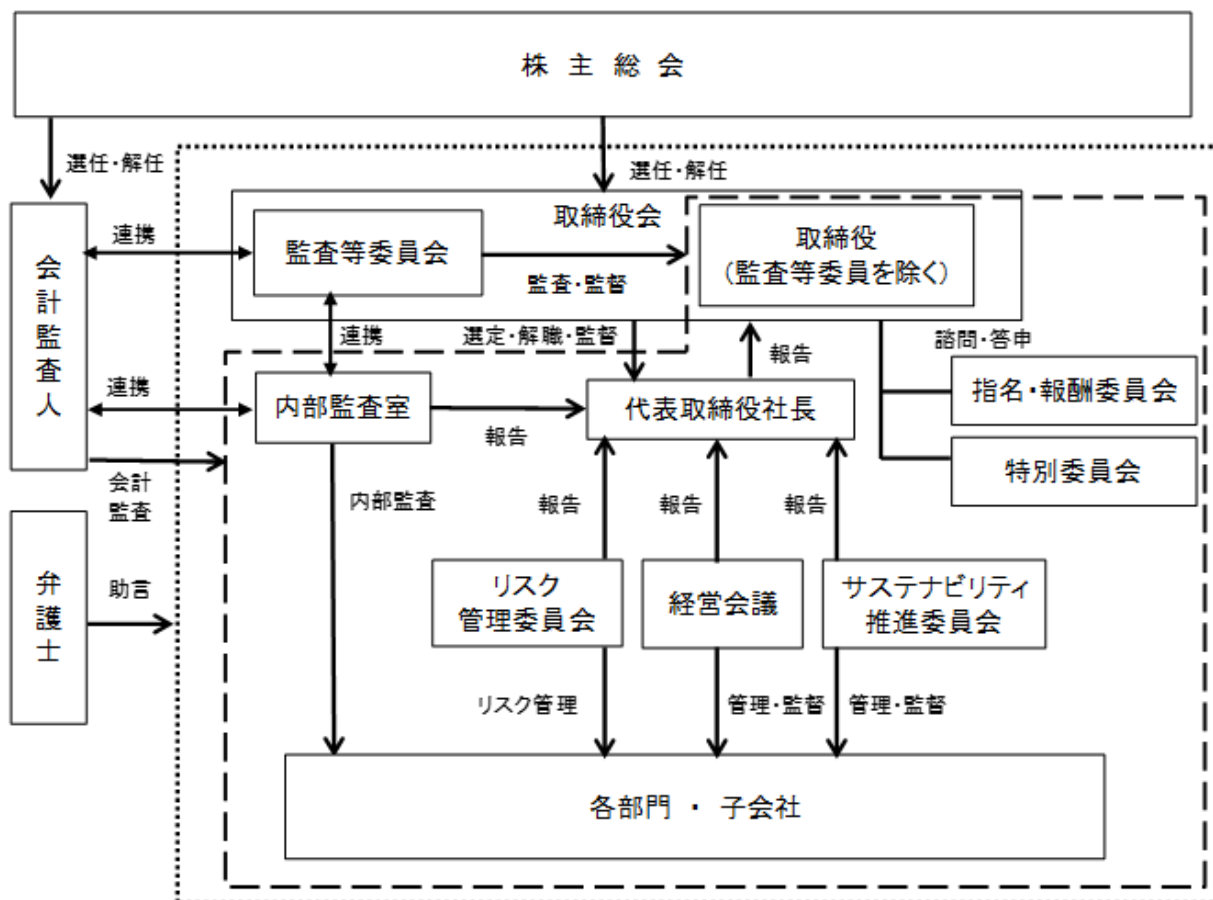 株 主 総 会
選任・解任
選任・解任
取締役会
監査等委員会
取締役
(監査等委員を除く)
連携
監査・監督
会計監査人
連携
選定・解職・監督
報告
諮問・答申
指名・報酬委員会
連携
内部監査室
報告
代表取締役社長
特別委員会
会計
監査
内部監査
報告
報告
報告
弁護士
助言
リスク
管理委員会
経営会議
サステナビリティ
推進委員会
リスク管理
管理・監督
管理・監督
各部門 ・ 子会社